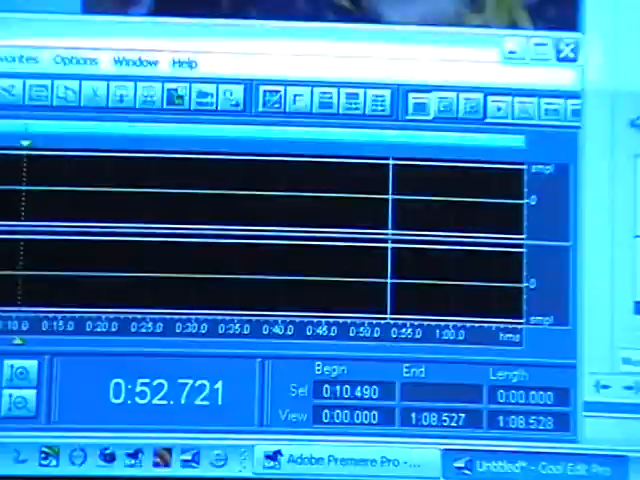 Options Window Help
smpl
0
0
smpl
0:10.0 0:15.0 0:20.0 0:25.0 0:30.0 0:35.0 0:40.0 0:45.0 0:50.0 0:55.0 1:00.0 hms
Begin End Length
0:52.721
Sel 0:10.490 0:00.000
View 0:00.000 1:08.527 1:08.528
Adobe Premiere Pro -... Untitled* - Cool Edit Pro